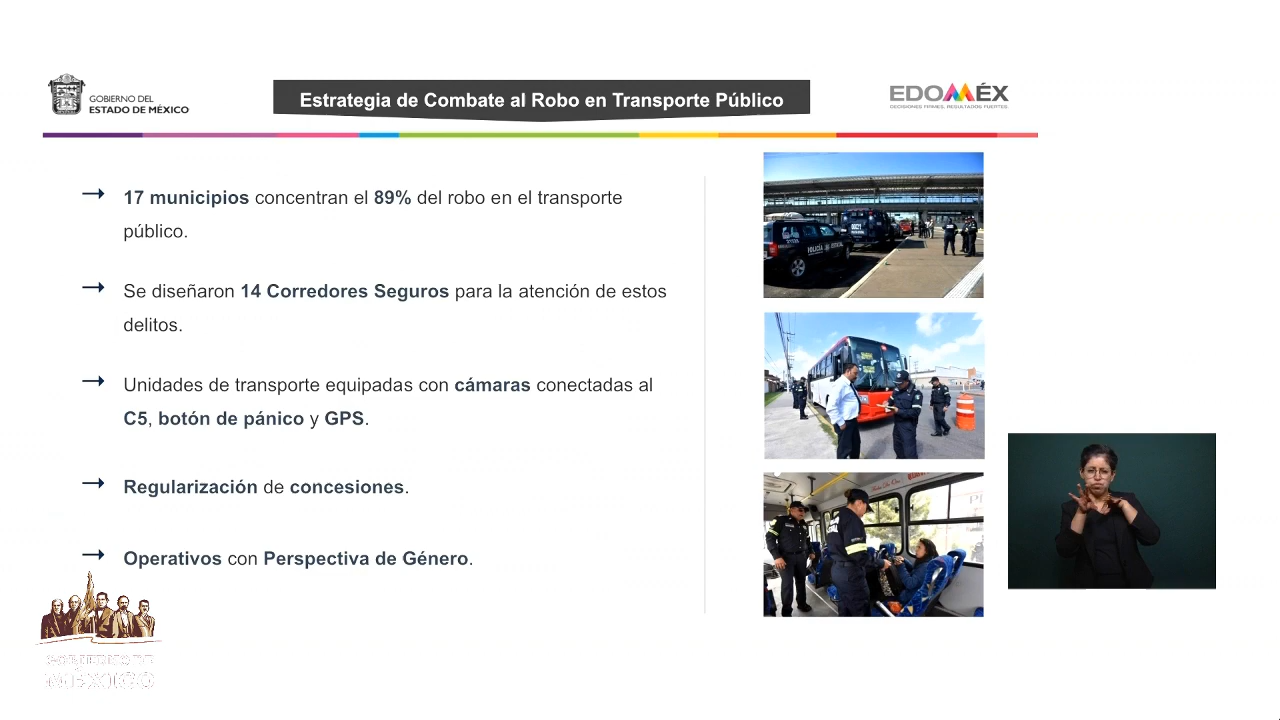 GOBIERNO DEL
ESTADO DE MÉXICO
Estrategia de Combate al Robo en Transporte Público
EDOMÉX
DECISIONES FIRMES, RESULTADOS FUERTES.
17 municipios concentran el 89% del robo en el transporte
público.
Se diseñaron 14 Corredores Seguros para la atención de estos
delitos.
Unidades de transporte equipadas con cámaras conectadas al
C5, botón de pánico y GPS.
Regularización de concesiones.
Operativos con Perspectiva de Género.
POLICÍA ESTATAL
GOBIERNO DE
MÉXICO